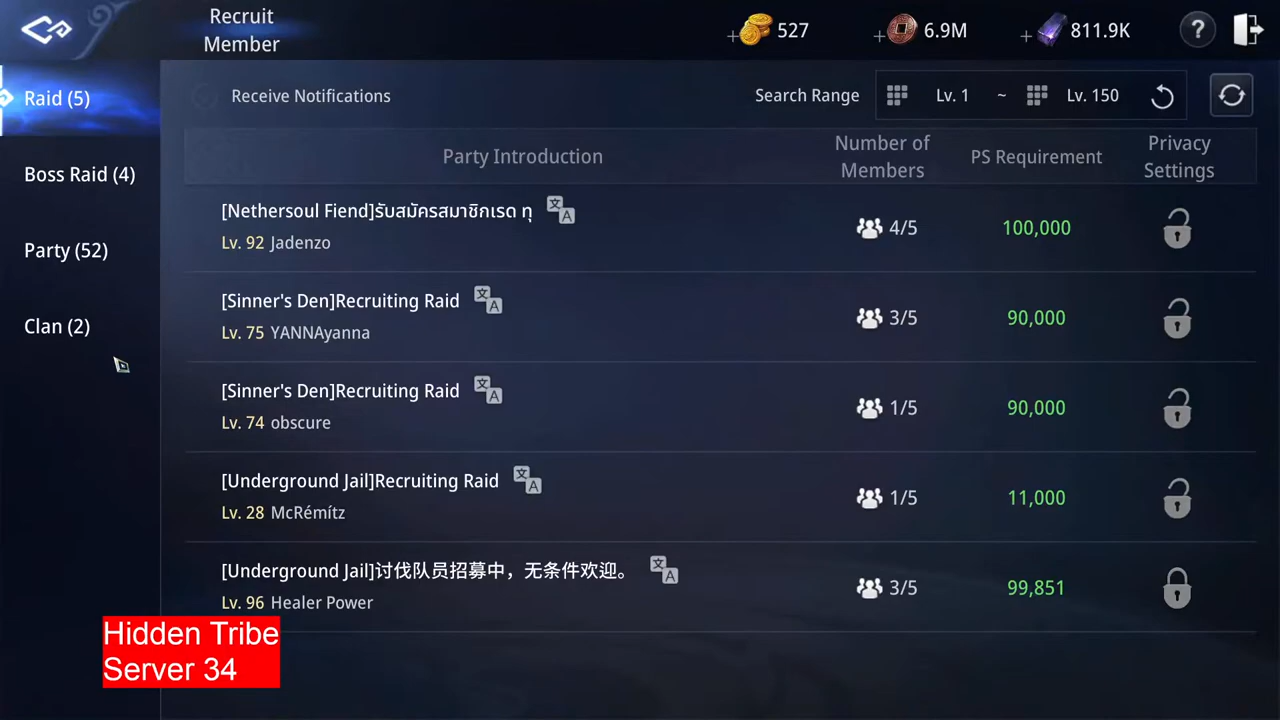 Recruit
Member
527
6.9M
811.9K
?
Raid (5)
Boss Raid (4)
Party (52)
Clan (2)
Receive Notifications
Search Range
Lv. 1
~
Lv. 150
Party Introduction
Number of
Members
PS Requirement
Privacy
Settings
[Nethersoul Fiend]รับสมัครสมาชิกเรด ทุ
Lv. 92 Jadenzo
4/5
100,000
[Sinner's Den]Recruiting Raid
Lv. 75 YANNAyanna
3/5
90,000
[Sinner's Den]Recruiting Raid
Lv. 74 obscure
1/5
90,000
[Underground Jail]Recruiting Raid
Lv. 28 McRémítz
1/5
11,000
[Underground Jail]讨伐队员招募中，无条件欢迎。
Lv. 96 Healer Power
3/5
99,851
Hidden Tribe
Server 34